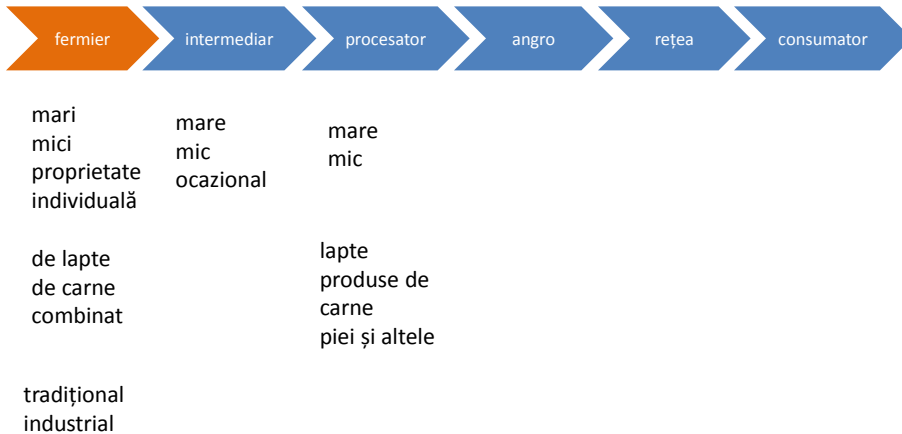 fermier
intermediar
procesator
angro
rețea
consumator
mari
mici
proprietate
individuală
mare
mic
ocazional
mare
mic
de lapte
de carne
combinat
lapte
produse de
carne
piei și altele
tradițional
industrial